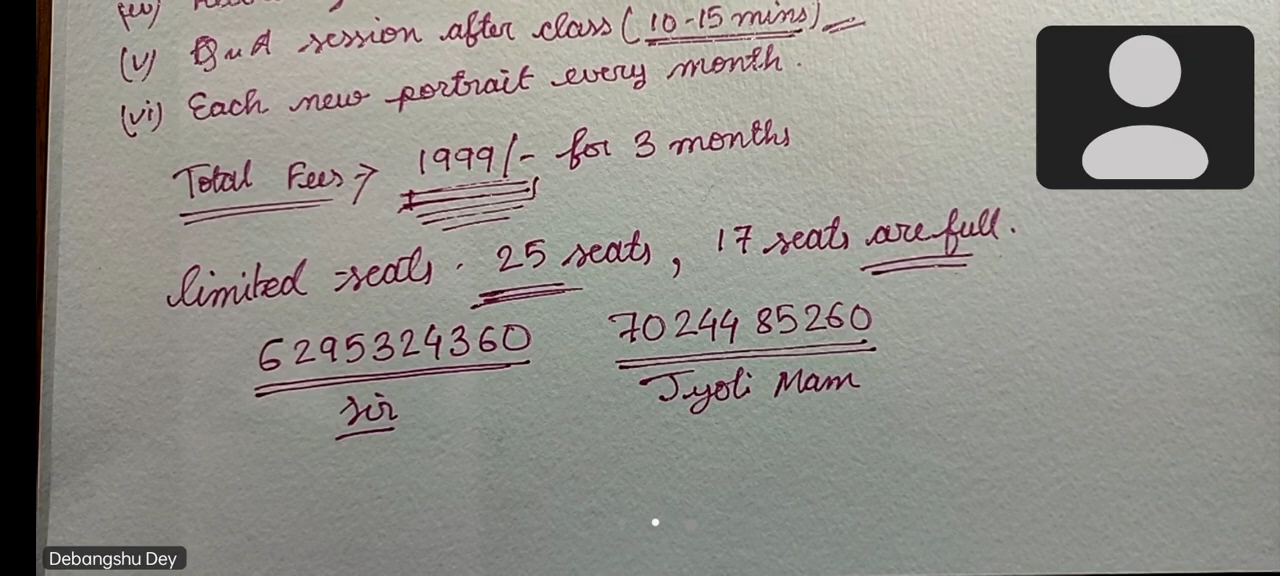 (v) QnA session after class (10-15 mins)
(vi) Each new portrait every month.
Total Fees → 1999/- for 3 months
limited seats. 25 seats, 17 seats are full.
6295324360 7024485260
Sir Jyoti Mam
Debangshu Dey